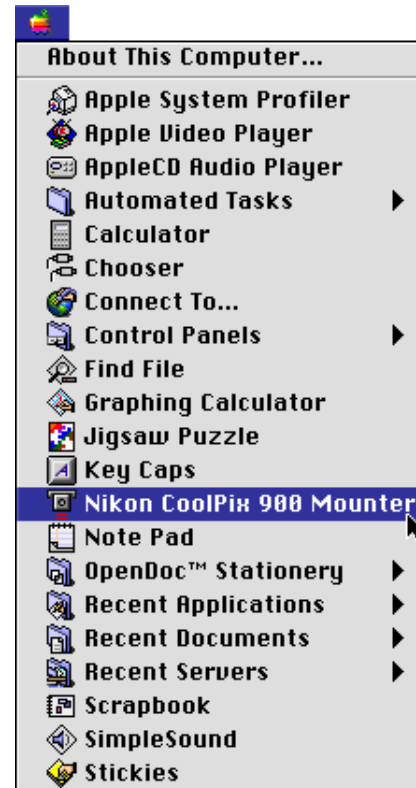 About This Computer...
Apple System Profiler
Apple Video Player
AppleCD Audio Player
Automated Tasks
Calculator
Chooser
Connect To...
Control Panels
Find File
Graphing Calculator
Jigsaw Puzzle
Key Caps
Nikon CoolPix 900 Mounter
Note Pad
OpenDoc™ Stationery
Recent Applications
Recent Documents
Recent Servers
Scrapbook
SimpleSound
Stickies